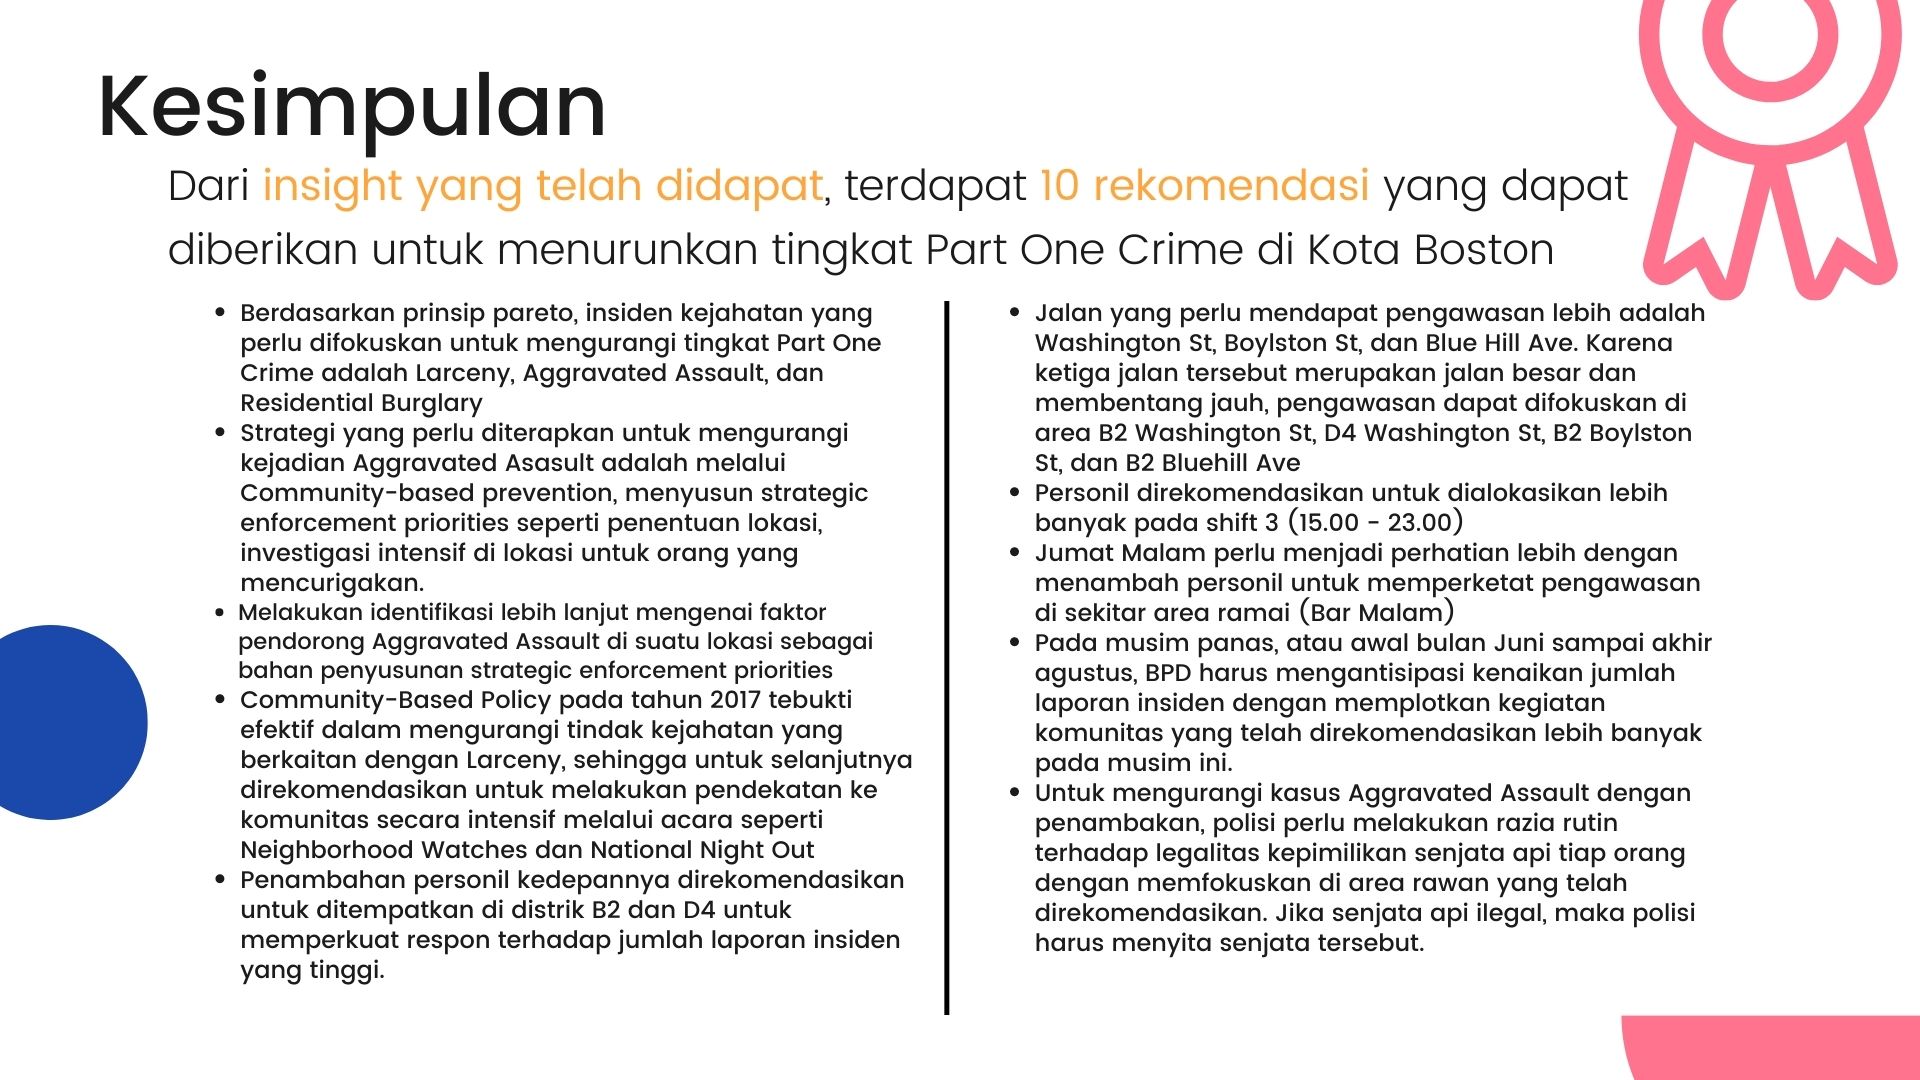 Kesimpulan
Dari insight yang telah didapat, terdapat 10 rekomendasi yang dapat
diberikan untuk menurunkan tingkat Part One Crime di Kota Boston
• Berdasarkan prinsip pareto, insiden kejahatan yang
perlu difokuskan untuk mengurangi tingkat Part One
Crime adalah Larceny, Aggravated Assault, dan
Residential Burglary
• Strategi yang perlu diterapkan untuk mengurangi
kejadian Aggravated Asasult adalah melalui
Community-based prevention, menyusun strategic
enforcement priorities seperti penentuan lokasi,
investigasi intensif di lokasi untuk orang yang
mencurigakan.
• Melakukan identifikasi lebih lanjut mengenai faktor
pendorong Aggravated Assault di suatu lokasi sebagai
bahan penyusunan strategic enforcement priorities
• Community-Based Policy pada tahun 2017 tebukti
efektif dalam mengurangi tindak kejahatan yang
berkaitan dengan Larceny, sehingga untuk selanjutnya
direkomendasikan untuk melakukan pendekatan ke
komunitas secara intensif melalui acara seperti
Neighborhood Watches dan National Night Out
• Penambahan personil kedepannya direkomendasikan
untuk ditempatkan di distrik B2 dan D4 untuk
memperkuat respon terhadap jumlah laporan insiden
yang tinggi.
• Jalan yang perlu mendapat pengawasan lebih adalah
Washington St, Boylston St, dan Blue Hill Ave. Karena
ketiga jalan tersebut merupakan jalan besar dan
membentang jauh, pengawasan dapat difokuskan di
area B2 Washington St, D4 Washington St, B2 Boylston
St, dan B2 Bluehill Ave
• Personil direkomendasikan untuk dialokasikan lebih
banyak pada shift 3 (15.00 - 23.00)
• Jumat Malam perlu menjadi perhatian lebih dengan
menambah personil untuk memperketat pengawasan
di sekitar area ramai (Bar Malam)
• Pada musim panas, atau awal bulan Juni sampai akhir
agustus, BPD harus mengantisipasi kenaikan jumlah
laporan insiden dengan memplotkan kegiatan
komunitas yang telah direkomendasikan lebih banyak
pada musim ini.
• Untuk mengurangi kasus Aggravated Assault dengan
penambakan, polisi perlu melakukan razia rutin
terhadap legalitas kepimilikan senjata api tiap orang
dengan memfokuskan di area rawan yang telah
direkomendasikan. Jika senjata api ilegal, maka polisi
harus menyita senjata tersebut.